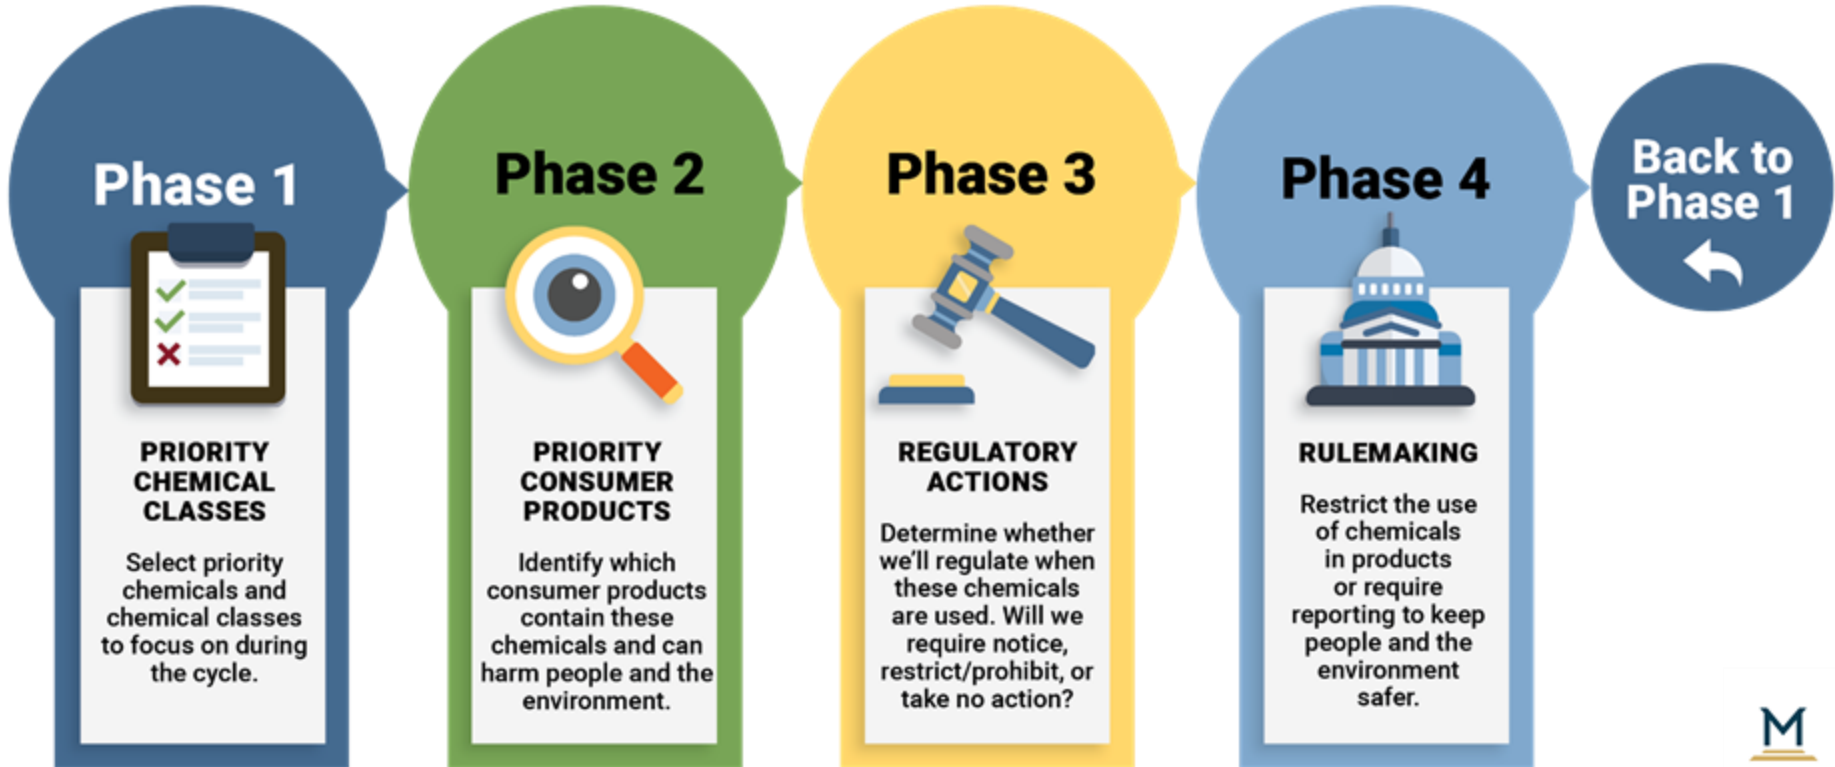 Phase 1
PRIORITY
CHEMICAL
CLASSES
Select priority
chemicals and
chemical classes
to focus on during
the cycle.
Phase 2
PRIORITY
CONSUMER
PRODUCTS
Identify which
consumer products
contain these
chemicals and can
harm people and the
environment.
Phase 3
REGULATORY
ACTIONS
Determine whether
we'll regulate when
these chemicals
are used. Will we
require notice,
restrict/prohibit, or
take no action?
Phase 4
RULEMAKING
Restrict the use
of chemicals
in products
or require
reporting to keep
people and the
environment
safer.
Back to
Phase 1
M